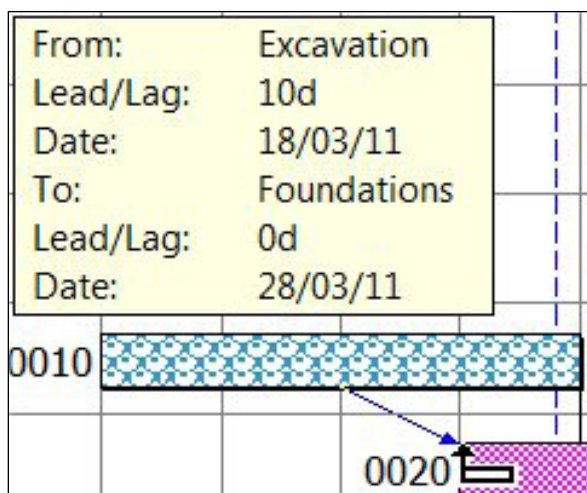 From: Excavation
Lead/Lag: 10d
Date: 18/03/11
To: Foundations
Lead/Lag: 0d
Date: 28/03/11
0010
0020